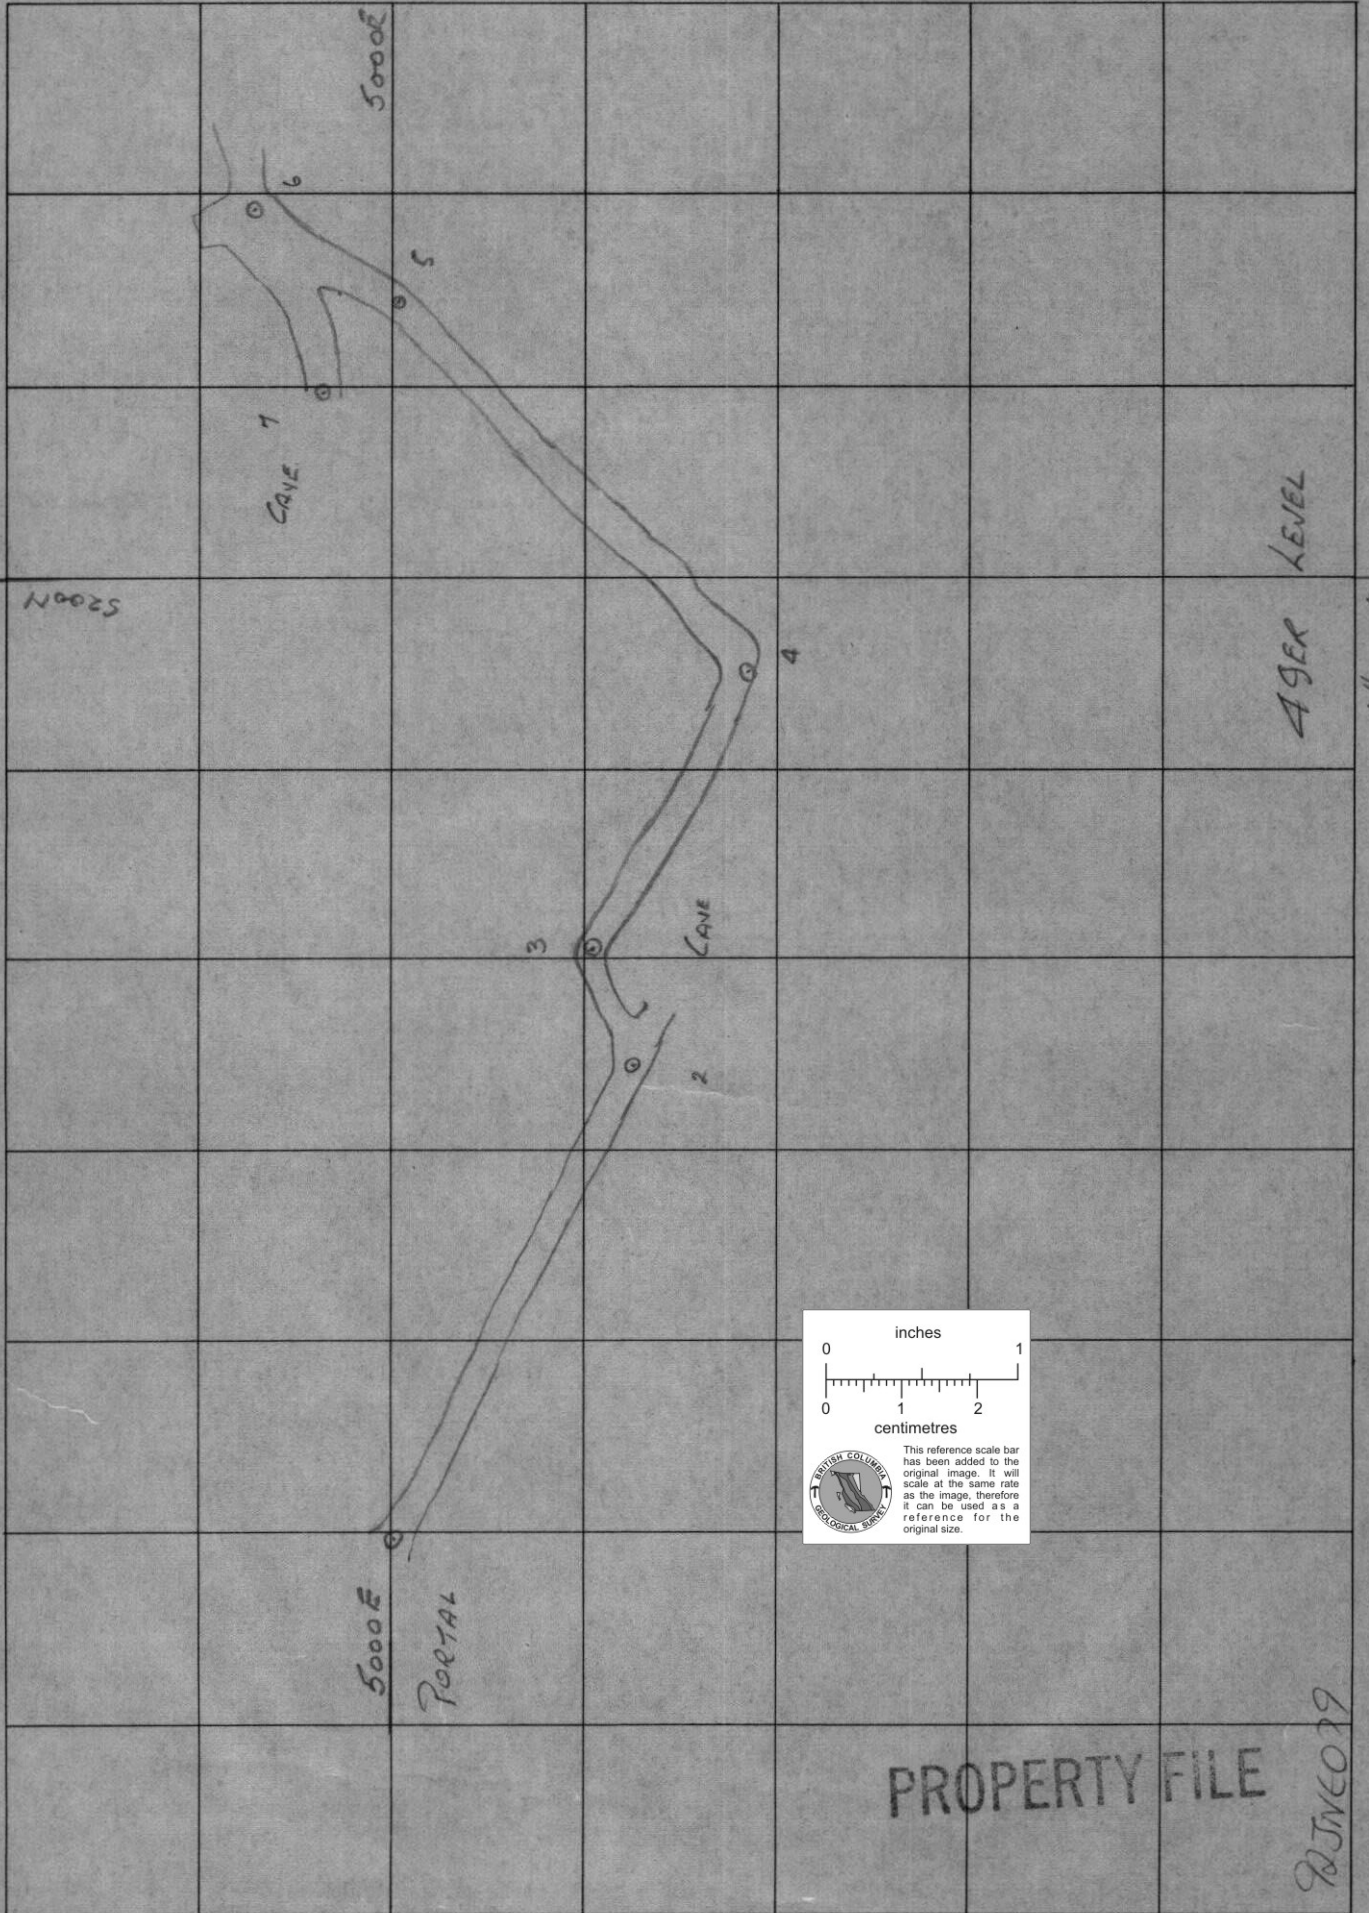 5000E
6
5
7
CAVE
5200N
4
3
CAVE
2
5000E
PORTAL
LEVEL
inches
0 1
0 1 2
centimetres
BRITISH COLUMBIA
GEOLOGICAL SURVEY
This reference scale bar
has been added to the
original image. It will
scale at the same rate
as the image, therefore
it can be used as a
reference for the
original size.
PROPERTY FILE